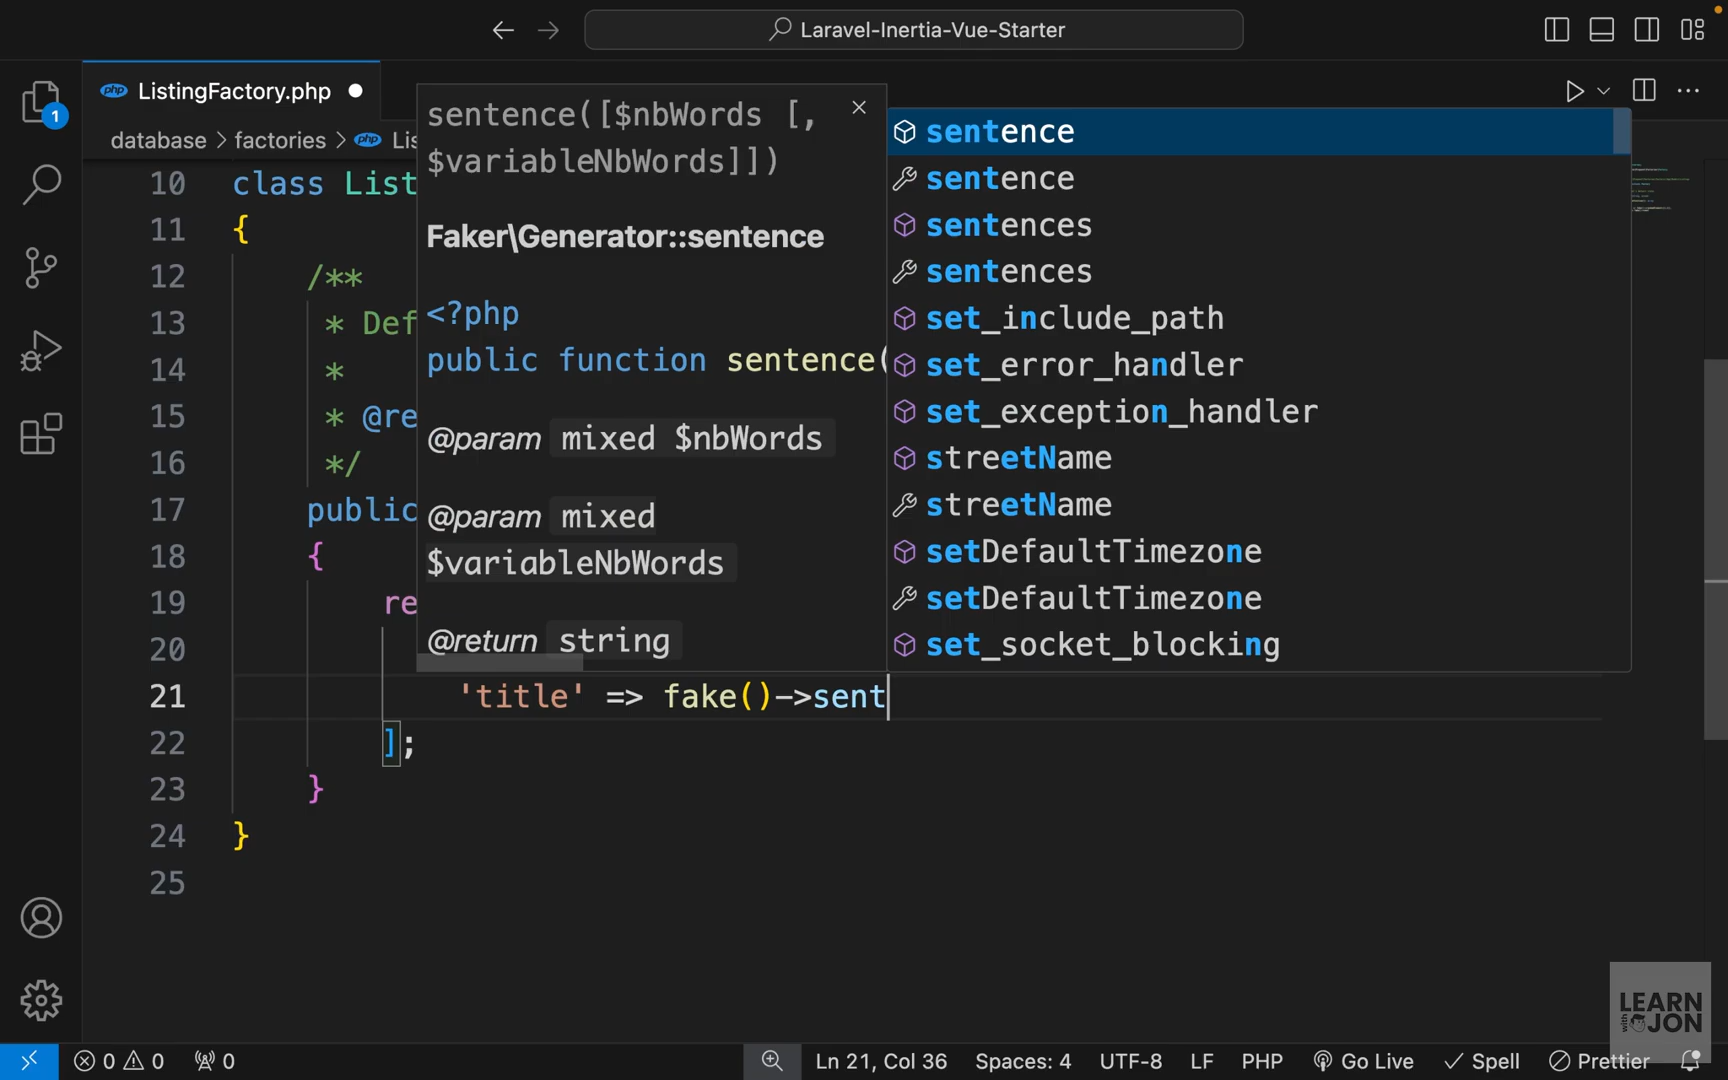 Laravel-Inertia-Vue-Starter
ListingFactory.php
database > factories > Lis
1
10 class List
11 {
12 /**
13 * Def
14 *
15 * @re
16 */
17 public
18 {
19 re
20
21 'title' => fake()->sent
22 ];
23 }
24 }
25
sentence([$nbWords [,
$variableNbWords]])
Faker\Generator::sentence
<?php
public function sentence(
@param mixed $nbWords
@param mixed
$variableNbWords
@return string
sentence
sentence
sentences
sentences
set_include_path
set_error_handler
set_exception_handler
streetName
streetName
setDefaultTimezone
setDefaultTimezone
set_socket_blocking
LEARN
with JON
0 0 0 Ln 21, Col 36 Spaces: 4 UTF-8 LF PHP Go Live Spell Prettier